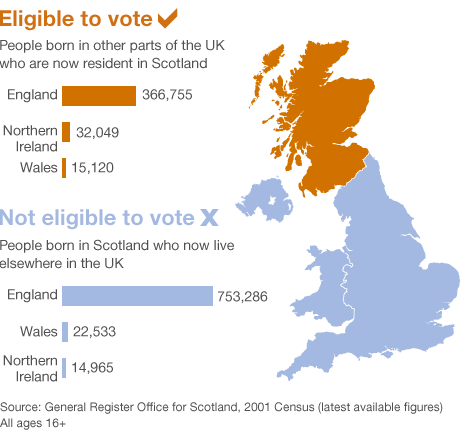 Eligible to vote
People born in other parts of the UK
who are now resident in Scotland
England 366,755
Northern
Ireland 32,049
Wales 15,120
Not eligible to vote X
People born in Scotland who now live
elsewhere in the UK
England 753,286
Wales 22,533
Northern
Ireland 14,965
Source: General Register Office for Scotland, 2001 Census (latest available figures)
All ages 16+